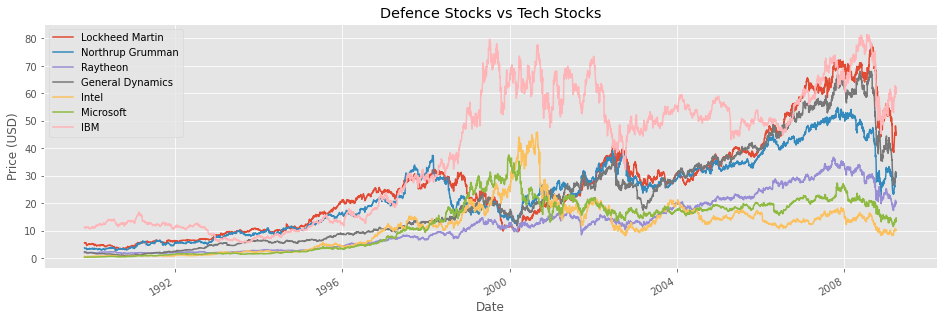 Defence Stocks vs Tech Stocks
Lockheed Martin
Northrup Grumman
Raytheon
General Dynamics
Intel
Microsoft
IBM
80
70
60
50
40
30
20
10
0
Price (USD)
1992
1996
2000
2004
2008
Date